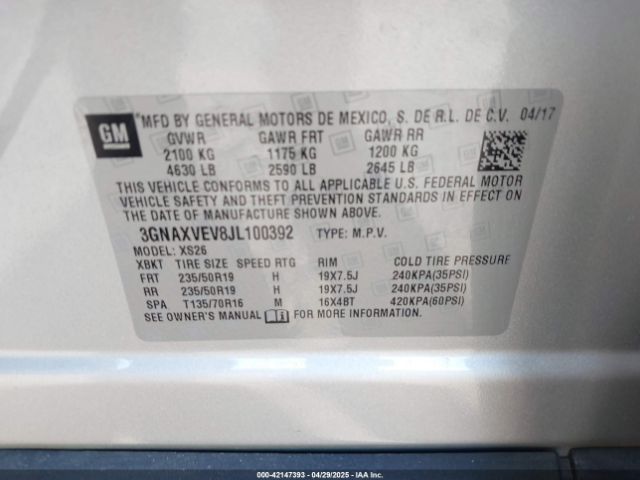 GM
*MFD BY GENERAL MOTORS DE MEXICO, S. DE R.L. DE C.V. 04/17
GVWR GAWR FRT GAWR RR
2100 KG 1175 KG 1200 KG
4630 LB 2590 LB 2645 LB
THIS VEHICLE CONFORMS TO ALL APPLICABLE U.S. FEDERAL MOTOR
VEHICLE SAFETY AND THEFT PREVENTION STANDARDS IN EFFECT ON
THE DATE OF MANUFACTURE SHOWN ABOVE.
3GNAXVEV8JL100392 TYPE: M.P.V.
MODEL: XS26
XBKT TIRE SIZE SPEED RTG RIM COLD TIRE PRESSURE
FRT 235/50R19 H 19X7.5J 240KPA(35PSI)
RR 235/50R19 H 19X7.5J 240KPA(35PSI)
SPA T135/70R16 M 16X4BT 420KPA(60PSI)
SEE OWNER'S MANUAL FOR MORE INFORMATION.
000-42147393 - 04/29/2025 - IAA Inc.